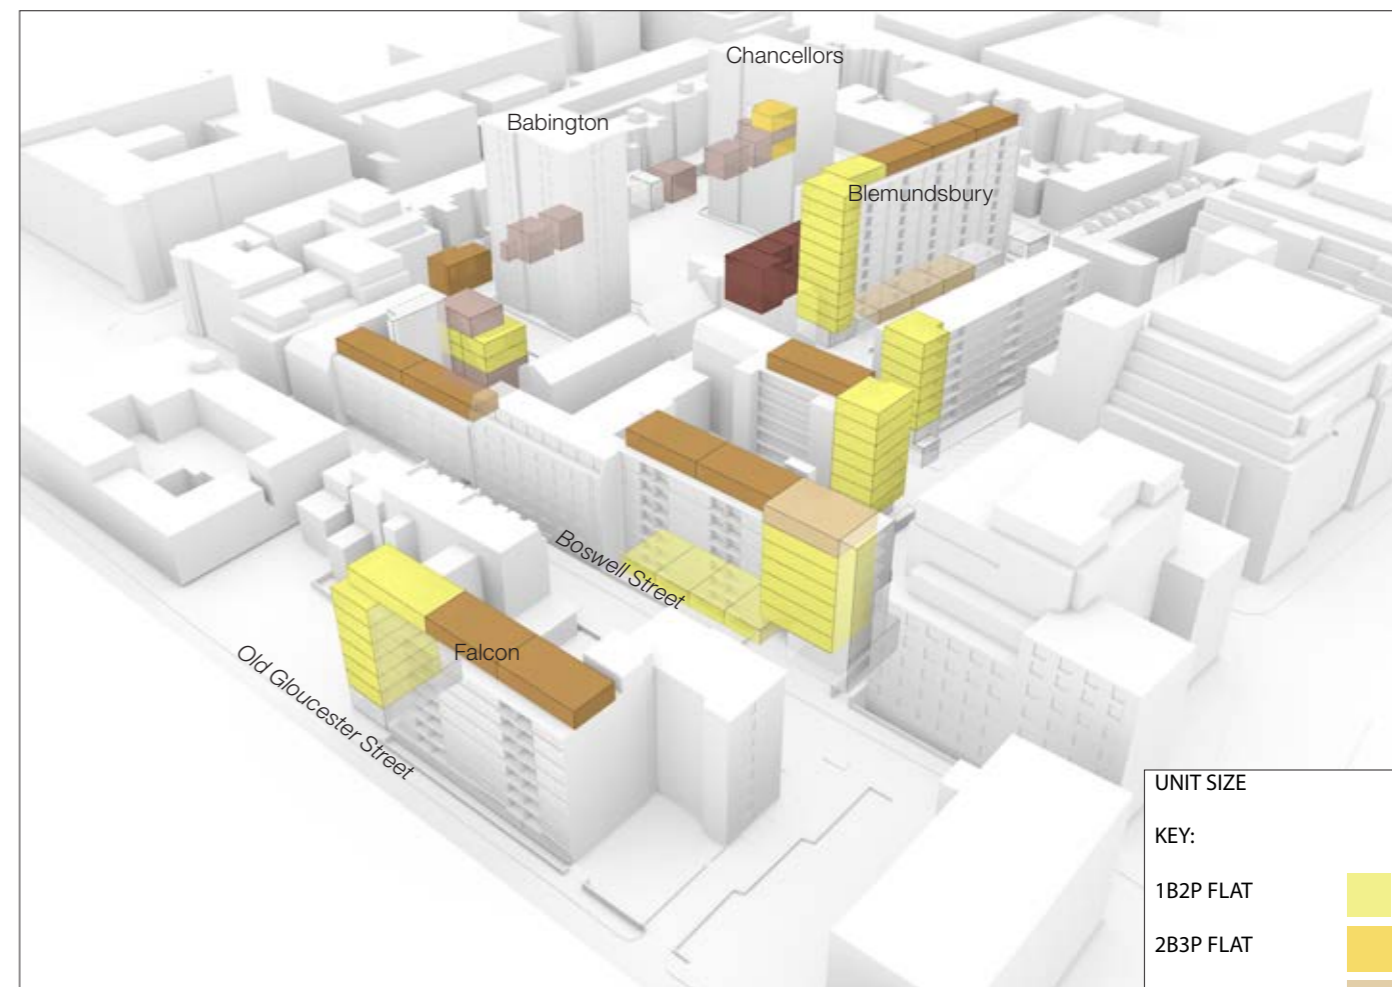 Chancellors
Babington
Blemundsbury
Boswell Street
Falcon
Old Gloucester Street
UNIT SIZE
KEY:
1B2P FLAT
2B3P FLAT